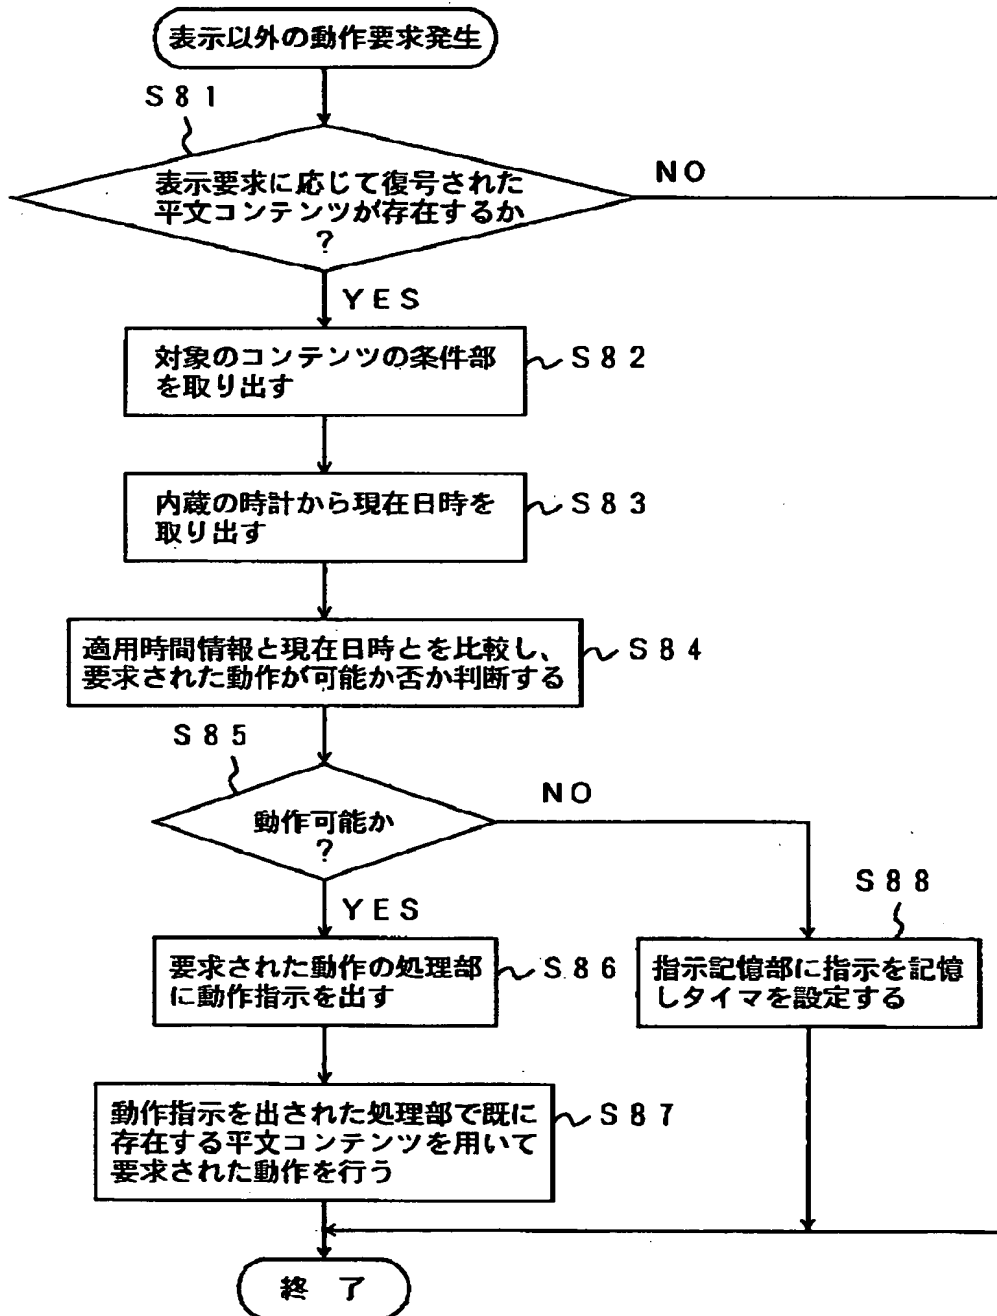 表示以外の動作要求発生
S81
表示要求に応じて復号された
平文コンテンツが存在するか
?
NO
YES
対象のコンテンツの条件部
を取り出す
S82
内蔵の時計から現在日時を
取り出す
S83
適用時間情報と現在日時とを比較し、
要求された動作が可能か否か判断する
S84
S85
動作可能か
?
NO
YES
S88
要求された動作の処理部
に動作指示を出す
S86
指示記憶部に指示を記憶
しタイマを設定する
動作指示を出された処理部で既に
存在する平文コンテンツを用いて
要求された動作を行う
S87
終 了